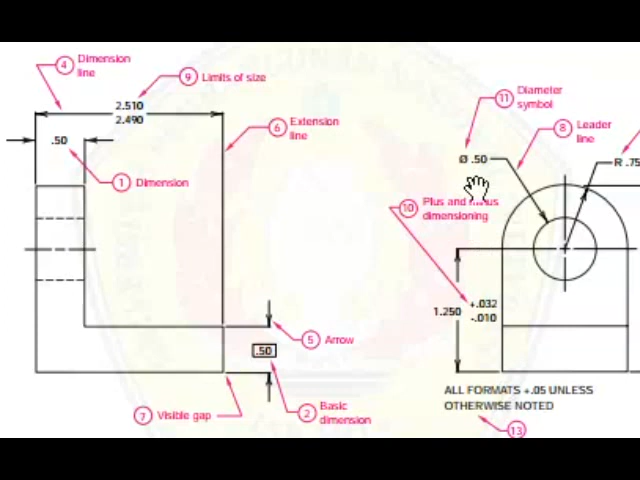 4 Dimension
line
9 Limits of size
2.510
2.490
.50
6 Extension
line
1 Dimension
11 Diameter
symbol
8 Leader
line
Ø .50
R .75
10 Plus and minus
dimensioning
1.250
+.032
-.010
5 Arrow
.50
7 Visible gap
2 Basic
dimension
ALL FORMATS +.05 UNLESS
OTHERWISE NOTED
13